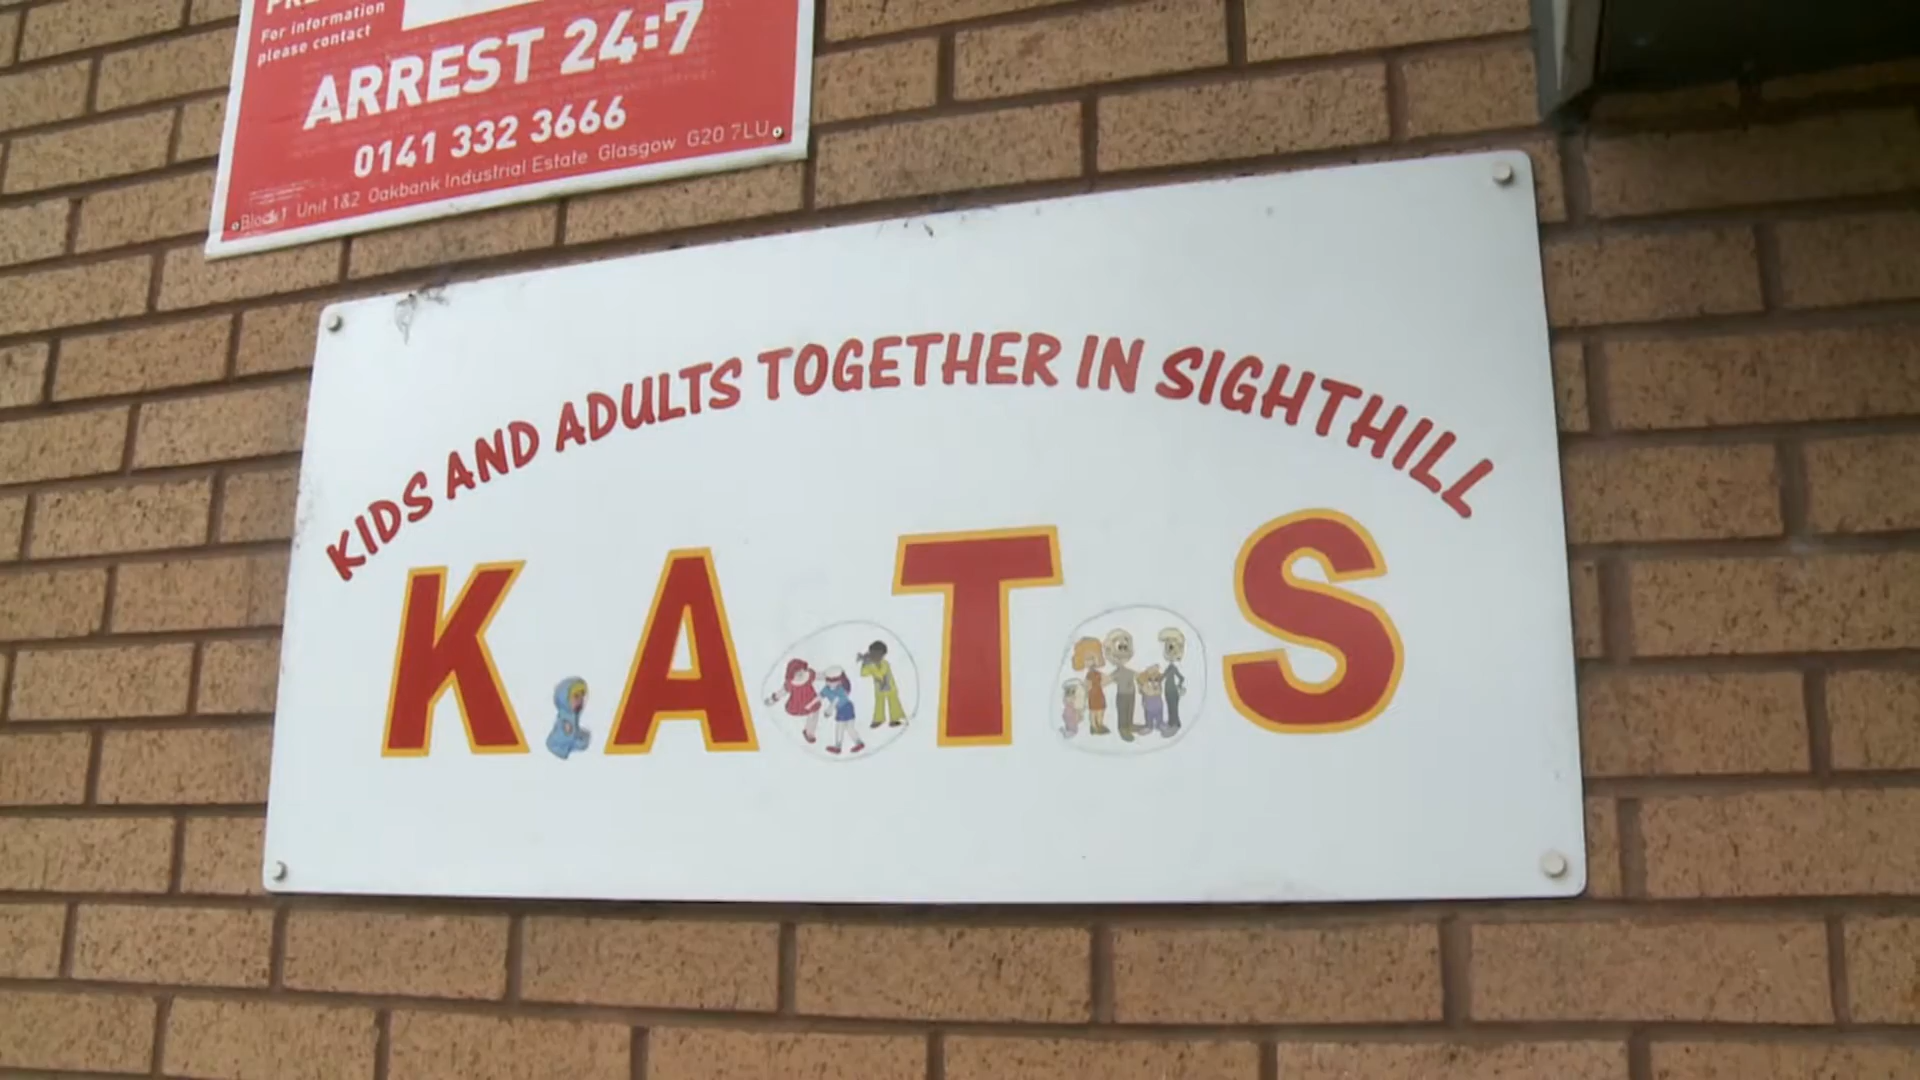 For information
please contact
ARREST 24:7
0141 332 3666
Block 1 Unit 1&2 Oakbank Industrial Estate Glasgow G20 7LU
KIDS AND ADULTS TOGETHER IN SIGHTHILL
K.A.T.S